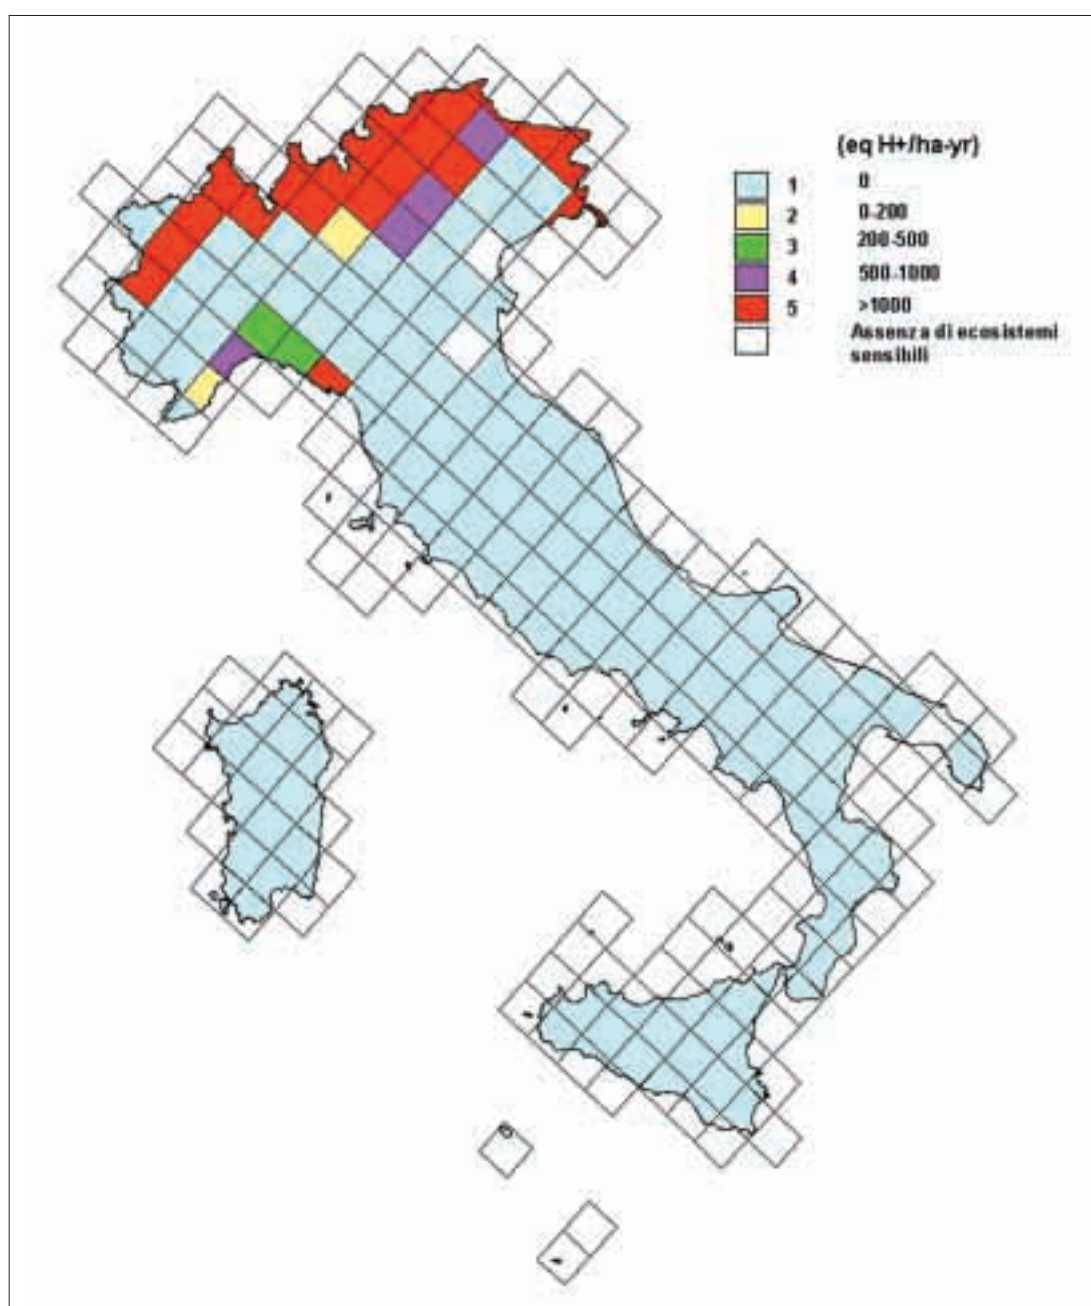 (eq H+/ha-yr)
1 0
2 0-200
3 200-500
4 500-1000
5 >1000
Assenza di ecosistemi
sensibili